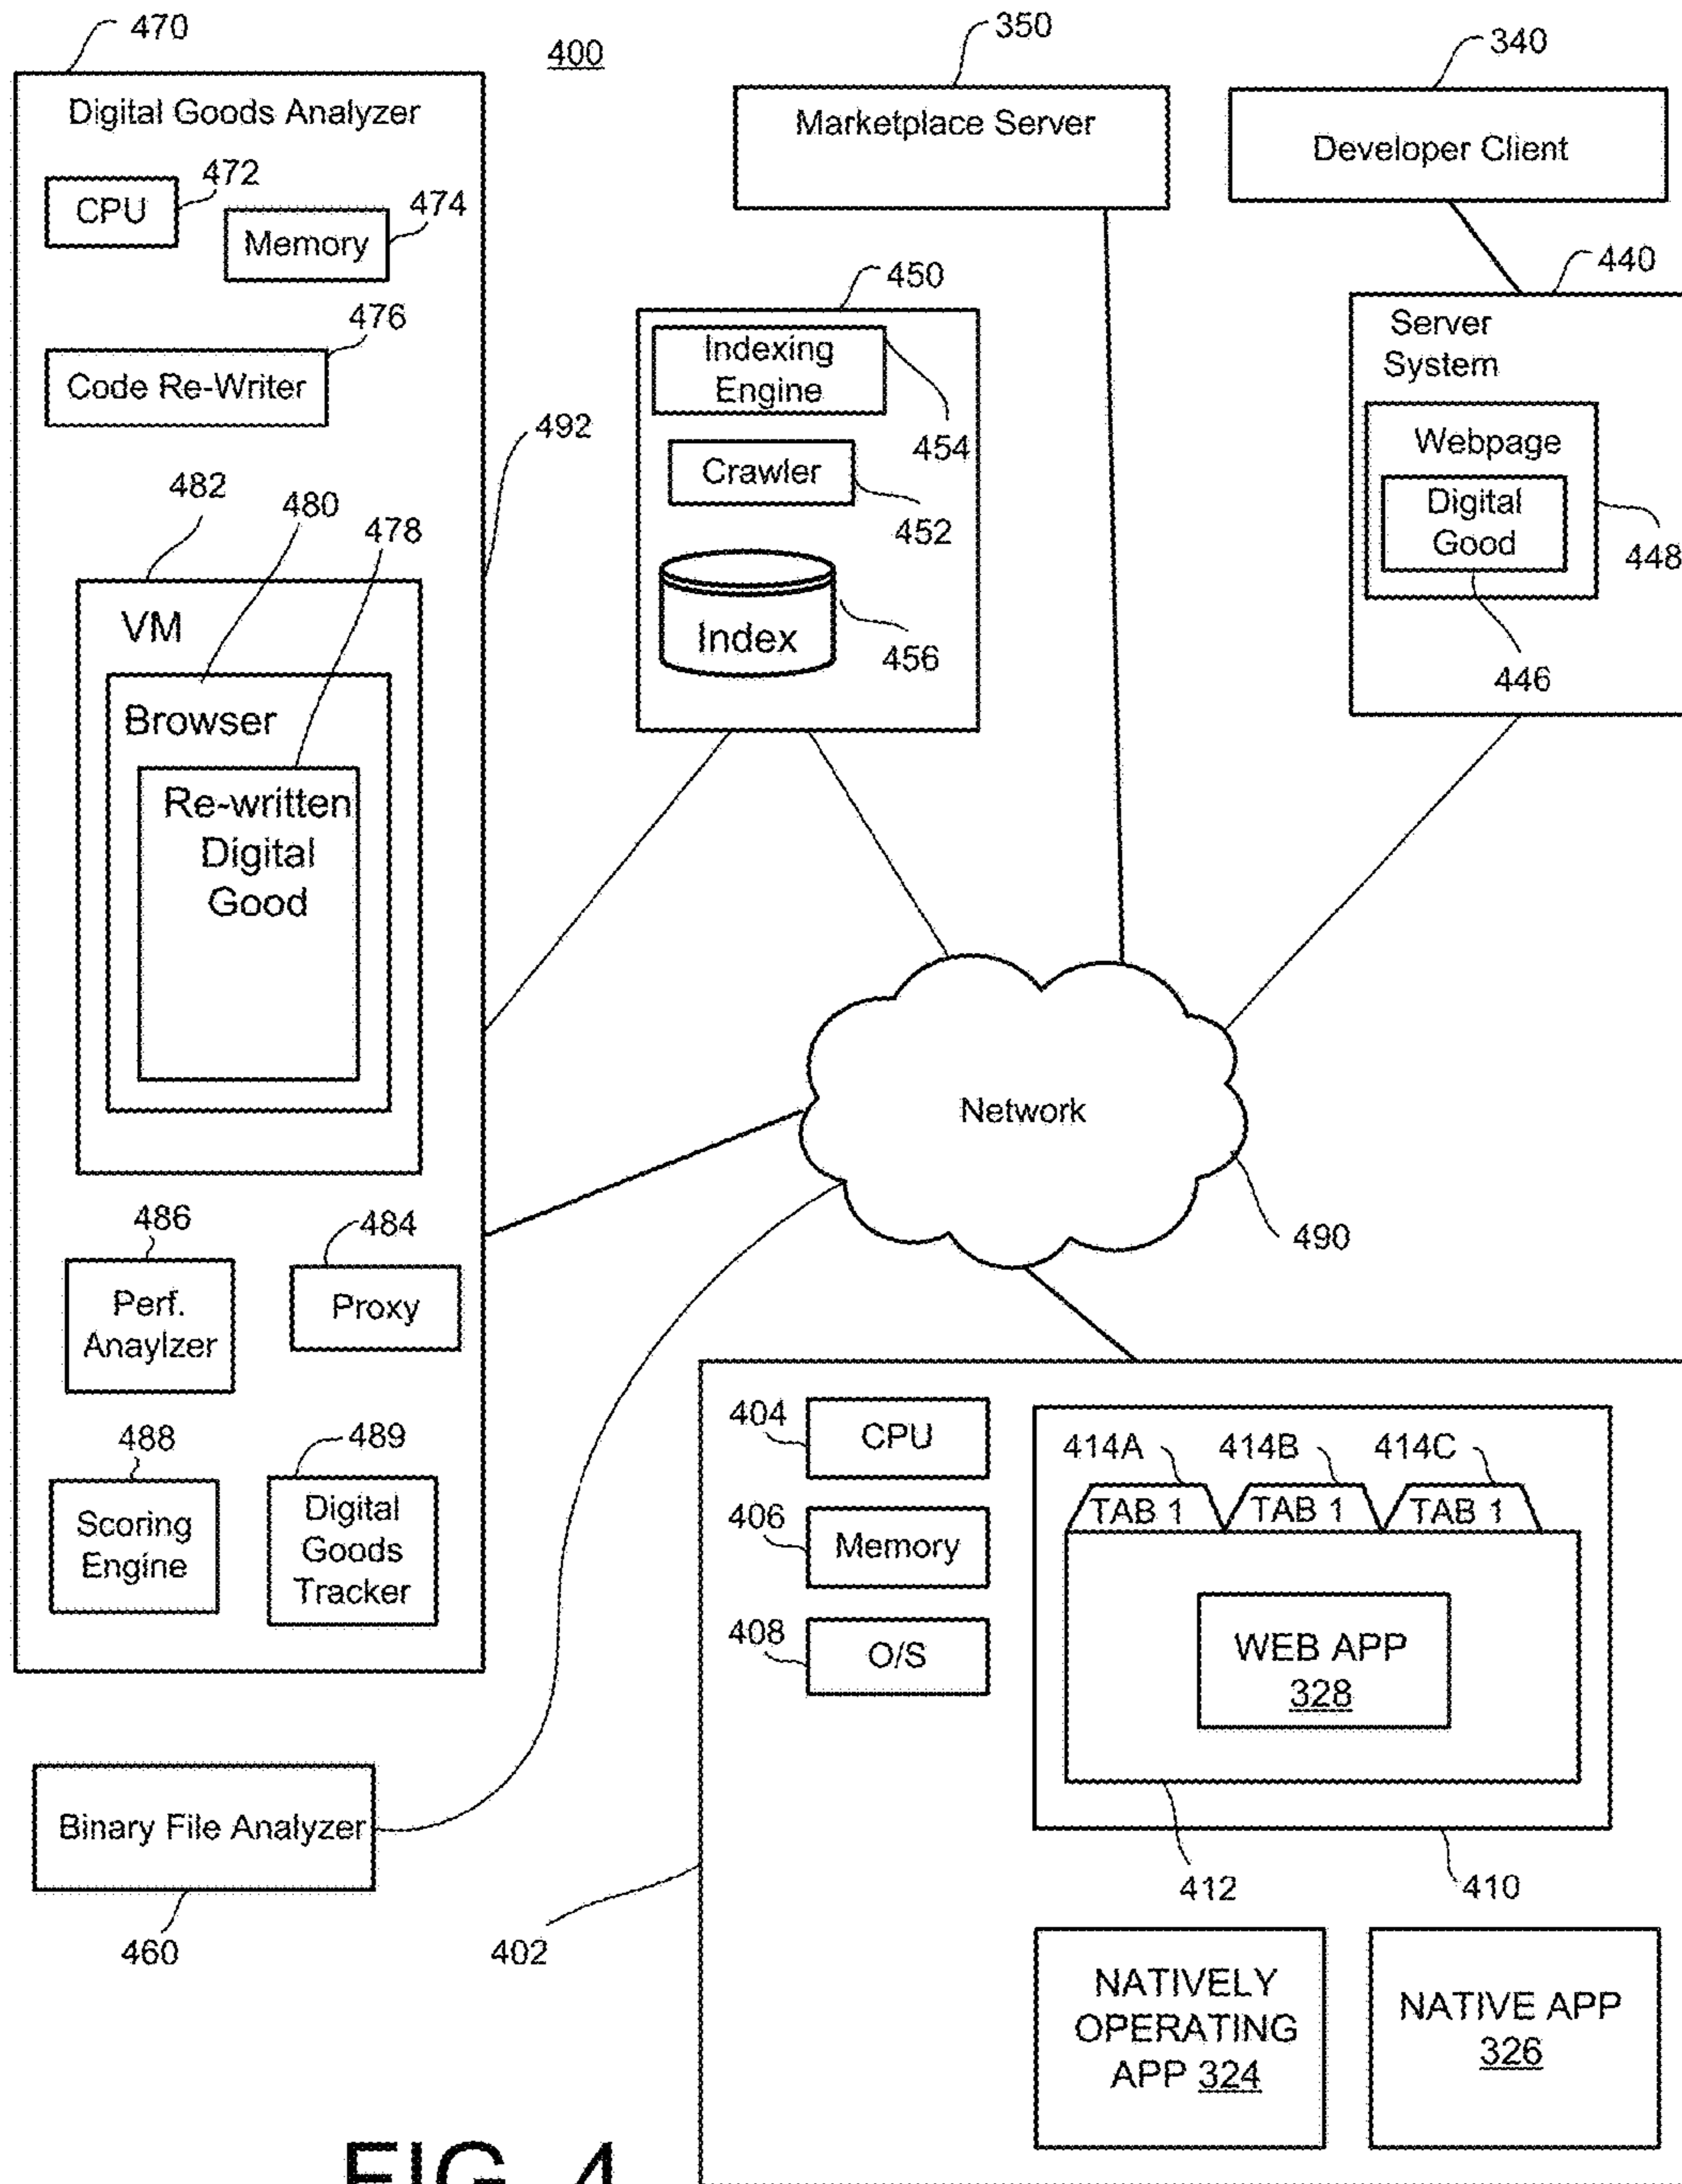 470
400
350
340
Digital Goods Analyzer
Marketplace Server
Developer Client
CPU
472
Memory
474
476
Code Re-Writer
492
450
Indexing
Engine
454
Crawler
452
Index
456
440
Server
System
Webpage
Digital
Good
448
446
482
480
478
VM
Browser
Re-written
Digital
Good
Network
490
486
484
Perf.
Anaylzer
Proxy
488
489
Scoring
Engine
Digital
Goods
Tracker
Binary File Analyzer
460
402
404
CPU
406
Memory
408
O/S
414A
414B
414C
TAB 1
TAB 1
TAB 1
WEB APP
328
412
410
NATIVELY
OPERATING
APP 324
NATIVE APP
326
FIG. 4